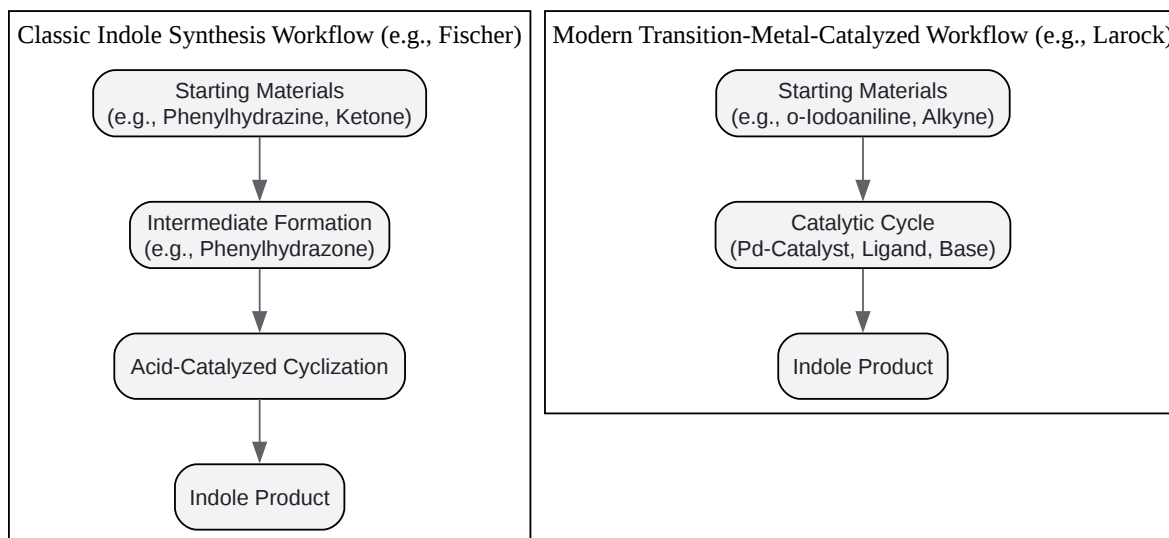 Classic Indole Synthesis Workflow (e.g., Fischer)
Starting Materials
(e.g., Phenylhydrazine, Ketone)
Intermediate Formation
(e.g., Phenylhydrazone)
Acid-Catalyzed Cyclization
Indole Product
Modern Transition-Metal-Catalyzed Workflow (e.g., Larock)
Starting Materials
(e.g., o-Iodoaniline, Alkyne)
Catalytic Cycle
(Pd-Catalyst, Ligand, Base)
Indole Product